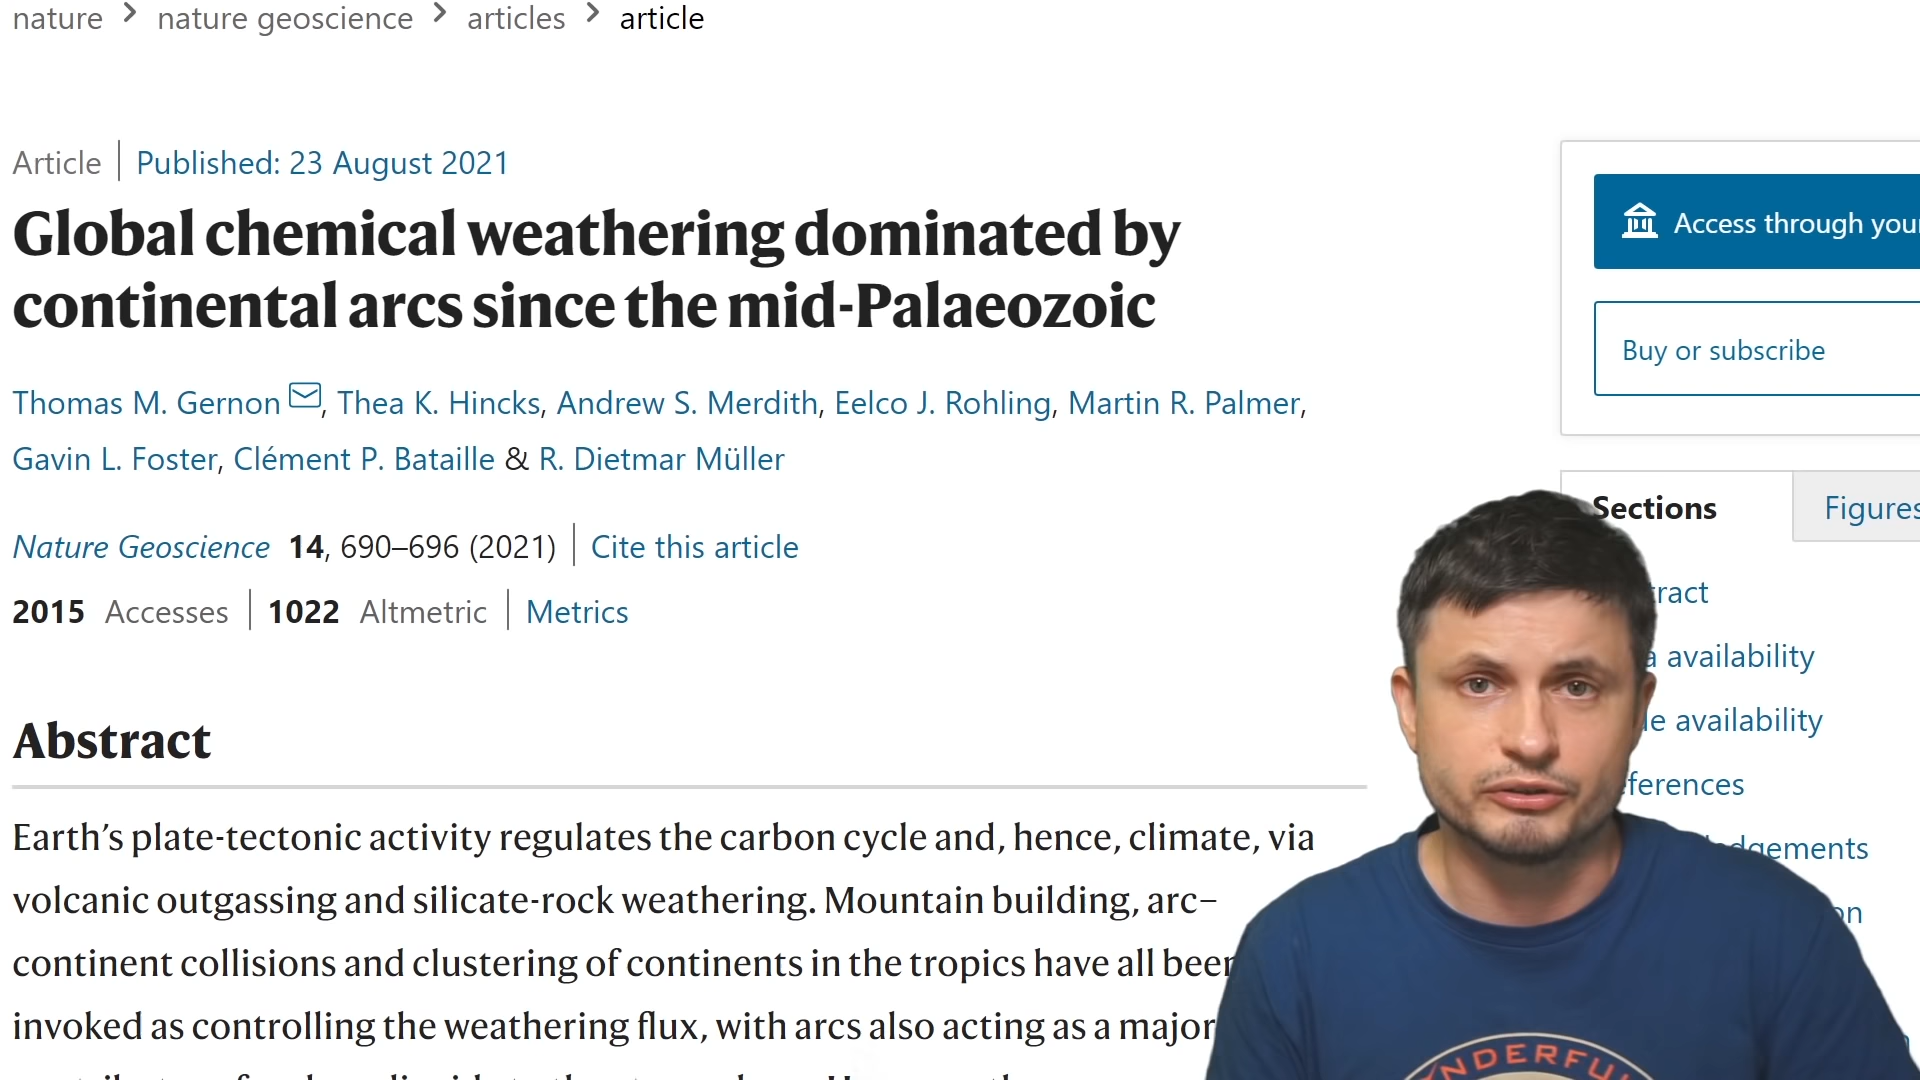 nature > nature geoscience > articles > article
Article | Published: 23 August 2021
Global chemical weathering dominated by
continental arcs since the mid-Palaeozoic
Thomas M. Gernon, Thea K. Hincks, Andrew S. Merdith, Eelco J. Rohling, Martin R. Palmer,
Gavin L. Foster, Clément P. Bataille & R. Dietmar Müller
Nature Geoscience 14, 690–696 (2021) | Cite this article
2015 Accesses | 1022 Altmetric | Metrics
Abstract
Earth’s plate-tectonic activity regulates the carbon cycle and, hence, climate, via
volcanic outgassing and silicate-rock weathering. Mountain building, arc–
continent collisions and clustering of continents in the tropics have all been
invoked as controlling the weathering flux, with arcs also acting as a major
Access through your
Buy or subscribe
Sections
Figures
availability
availability